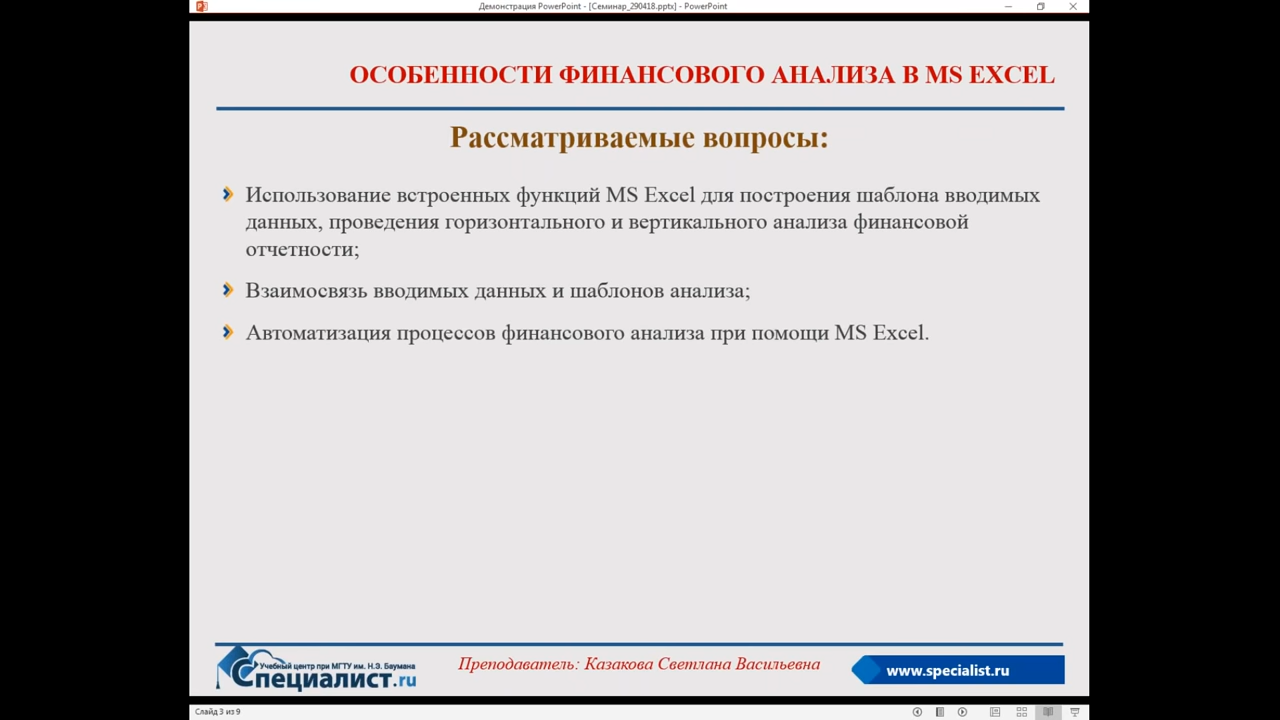 Демонстрация PowerPoint - [Семинар_290418.pptx] - PowerPoint
ОСОБЕННОСТИ ФИНАНСОВОГО АНАЛИЗА В MS EXCEL
Рассматриваемые вопросы:
Использование встроенных функций MS Excel для построения шаблона вводимых
данных, проведения горизонтального и вертикального анализа финансовой
отчетности;
Взаимосвязь вводимых данных и шаблонов анализа;
Автоматизация процессов финансового анализа при помощи MS Excel.
Учебный центр при МГТУ им. Н.Э. Баумана
Специалист.ru
Преподаватель: Казакова Светлана Васильевна
www.specialist.ru
Слайд 3 из 9